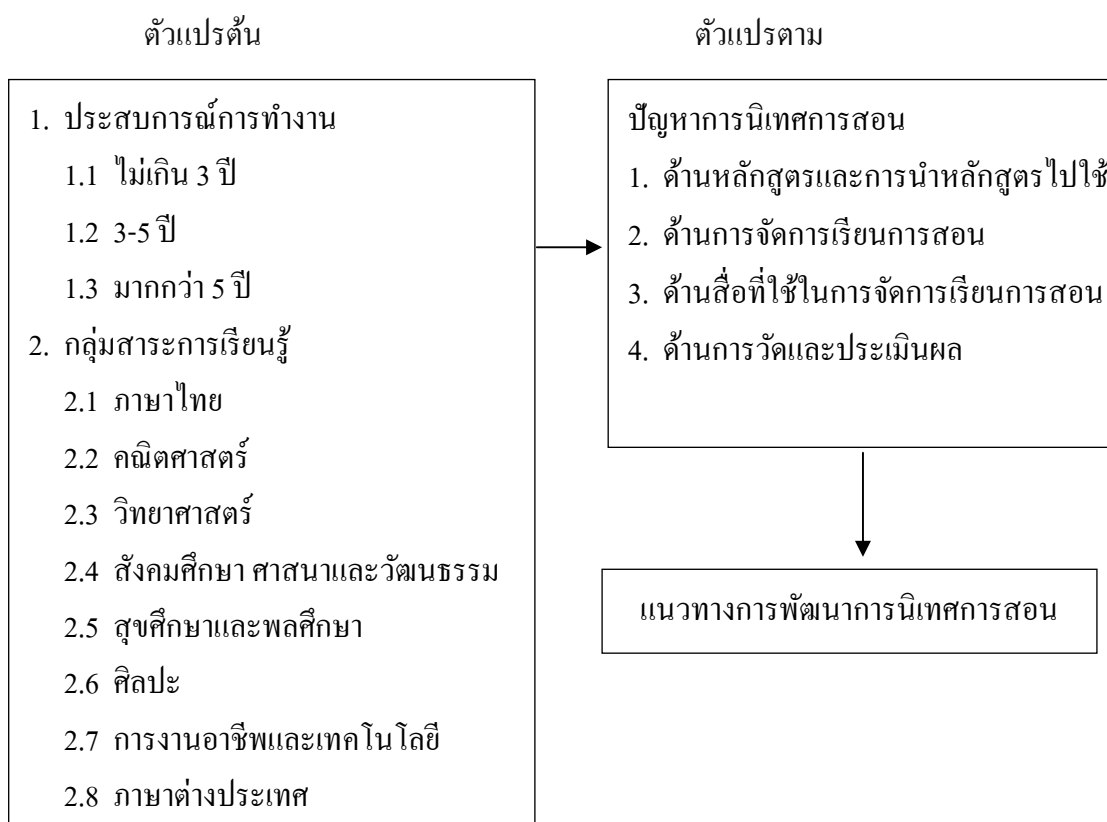 ตัวแปรต้น
1. ประสบการณ์การทำงาน
1.1 ไม่เกิน 3 ปี
1.2 3-5 ปี
1.3 มากกว่า 5 ปี
2. กลุ่มสาระการเรียนรู้
2.1 ภาษาไทย
2.2 คณิตศาสตร์
2.3 วิทยาศาสตร์
2.4 สังคมศึกษา ศาสนาและวัฒนธรรม
2.5 สุขศึกษาและพลศึกษา
2.6 ศิลปะ
2.7 การงานอาชีพและเทคโนโลยี
2.8 ภาษาต่างประเทศ
ตัวแปรตาม
ปัญหาการนิเทศการสอน
1. ด้านหลักสูตรและการนำหลักสูตรไปใช้
2. ด้านการจัดการเรียนการสอน
3. ด้านสื่อที่ใช้ในการจัดการเรียนการสอน
4. ด้านการวัดและประเมินผล
แนวทางการพัฒนาการนิเทศการสอน